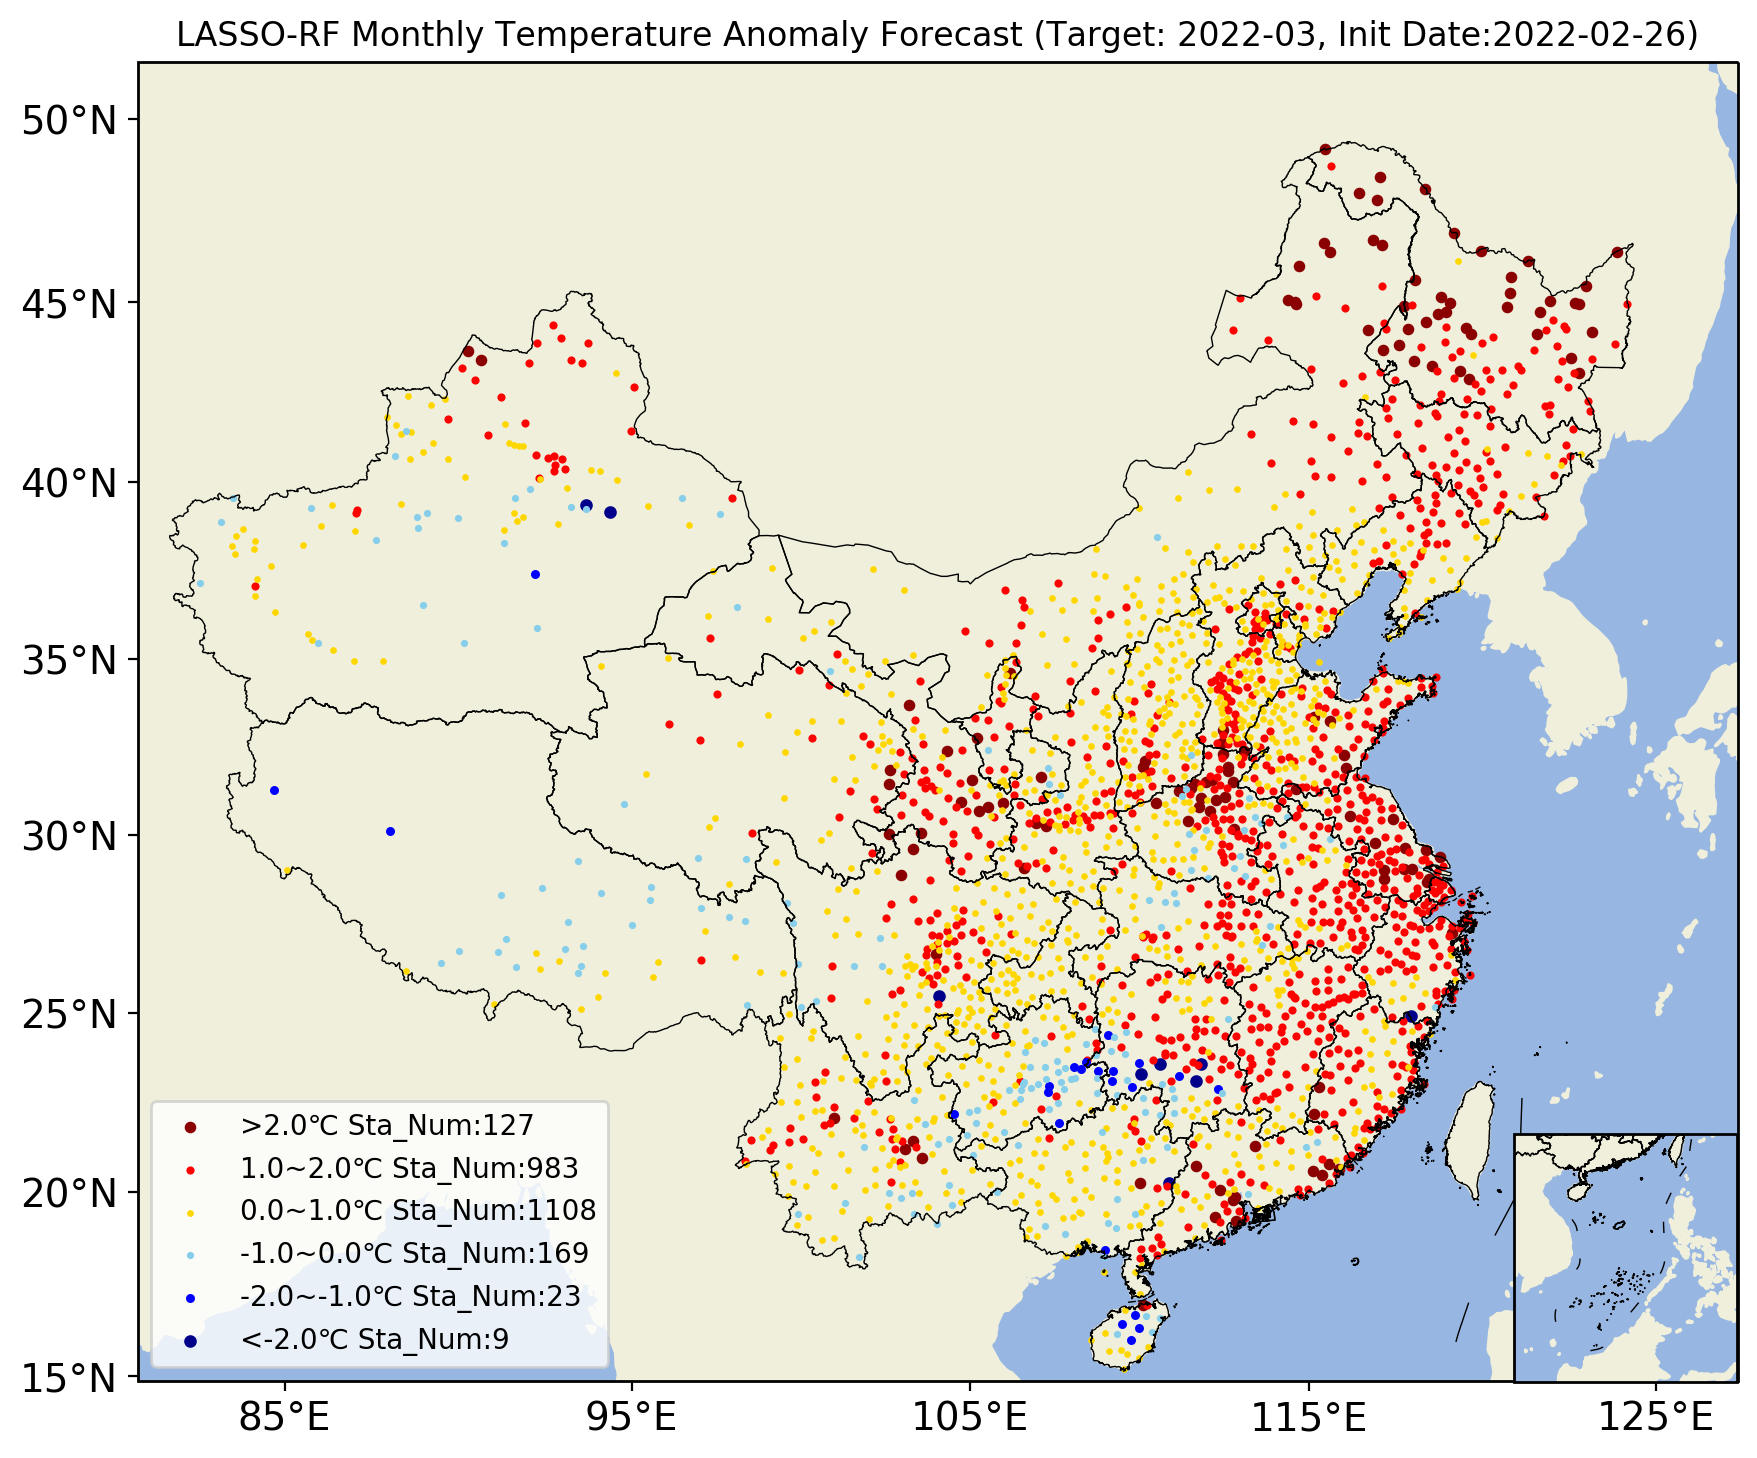 LASSO-RF Monthly Temperature Anomaly Forecast (Target: 2022-03, Init Date:2022-02-26)
50°N
45°N
40°N
35°N
30°N
25°N
20°N
15°N
>2.0℃ Sta_Num:127
1.0~2.0℃ Sta_Num:983
0.0~1.0℃ Sta_Num:1108
-1.0~0.0℃ Sta_Num:169
-2.0~-1.0℃ Sta_Num:23
<-2.0℃ Sta_Num:9
85°E
95°E
105°E
115°E
125°E